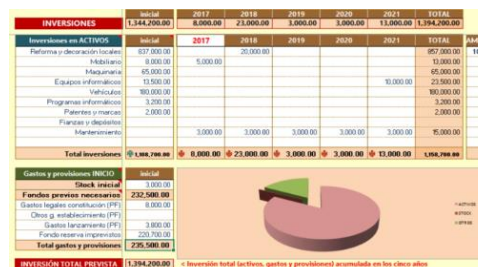 inicial 2017 2018 2019 2020 2021 TOTAL
INVERSIONES 1,344,200.00 8,000.00 23,000.00 3,000.00 3,000.00 13,000.00 1,394,200.00
Inversiones en ACTIVOS inicial 2017 2018 2019 2020 2021 TOTAL
Reforma y decoración locales 837,000.00 20,000.00 857,000.00
Mobiliario 8,000.00 5,000.00 13,000.00
Maquinaria 65,000.00 65,000.00
Equipos informáticos 13,500.00 10,000.00 23,500.00
Vehículos 180,000.00 180,000.00
Programas informáticos 3,200.00 3,200.00
Patentes y marcas 2,000.00 2,000.00
Fianzas y depósitos
Mantenimiento 3,000.00 3,000.00 3,000.00 3,000.00 3,000.00 15,000.00
Total inversiones 1,108,700.00 8,000.00 23,000.00 3,000.00 3,000.00 13,000.00 1,158,700.00
Gastos y provisiones INICIO inicial
Stock inicial 3,000.00
Fondos previos necesarios 232,500.00
Gastos legales constitución (PF) 8,000.00
Otros g. establecimiento (PF)
Gastos lanzamiento (PF) 3,800.00
Fondo reserva imprevistos 220,700.00
Total gastos y provisiones 235,500.00
INVERSIÓN TOTAL PREVISTA 1,394,200.00 < Inversión total (activos, gastos y provisiones) acumulada en los cinco años